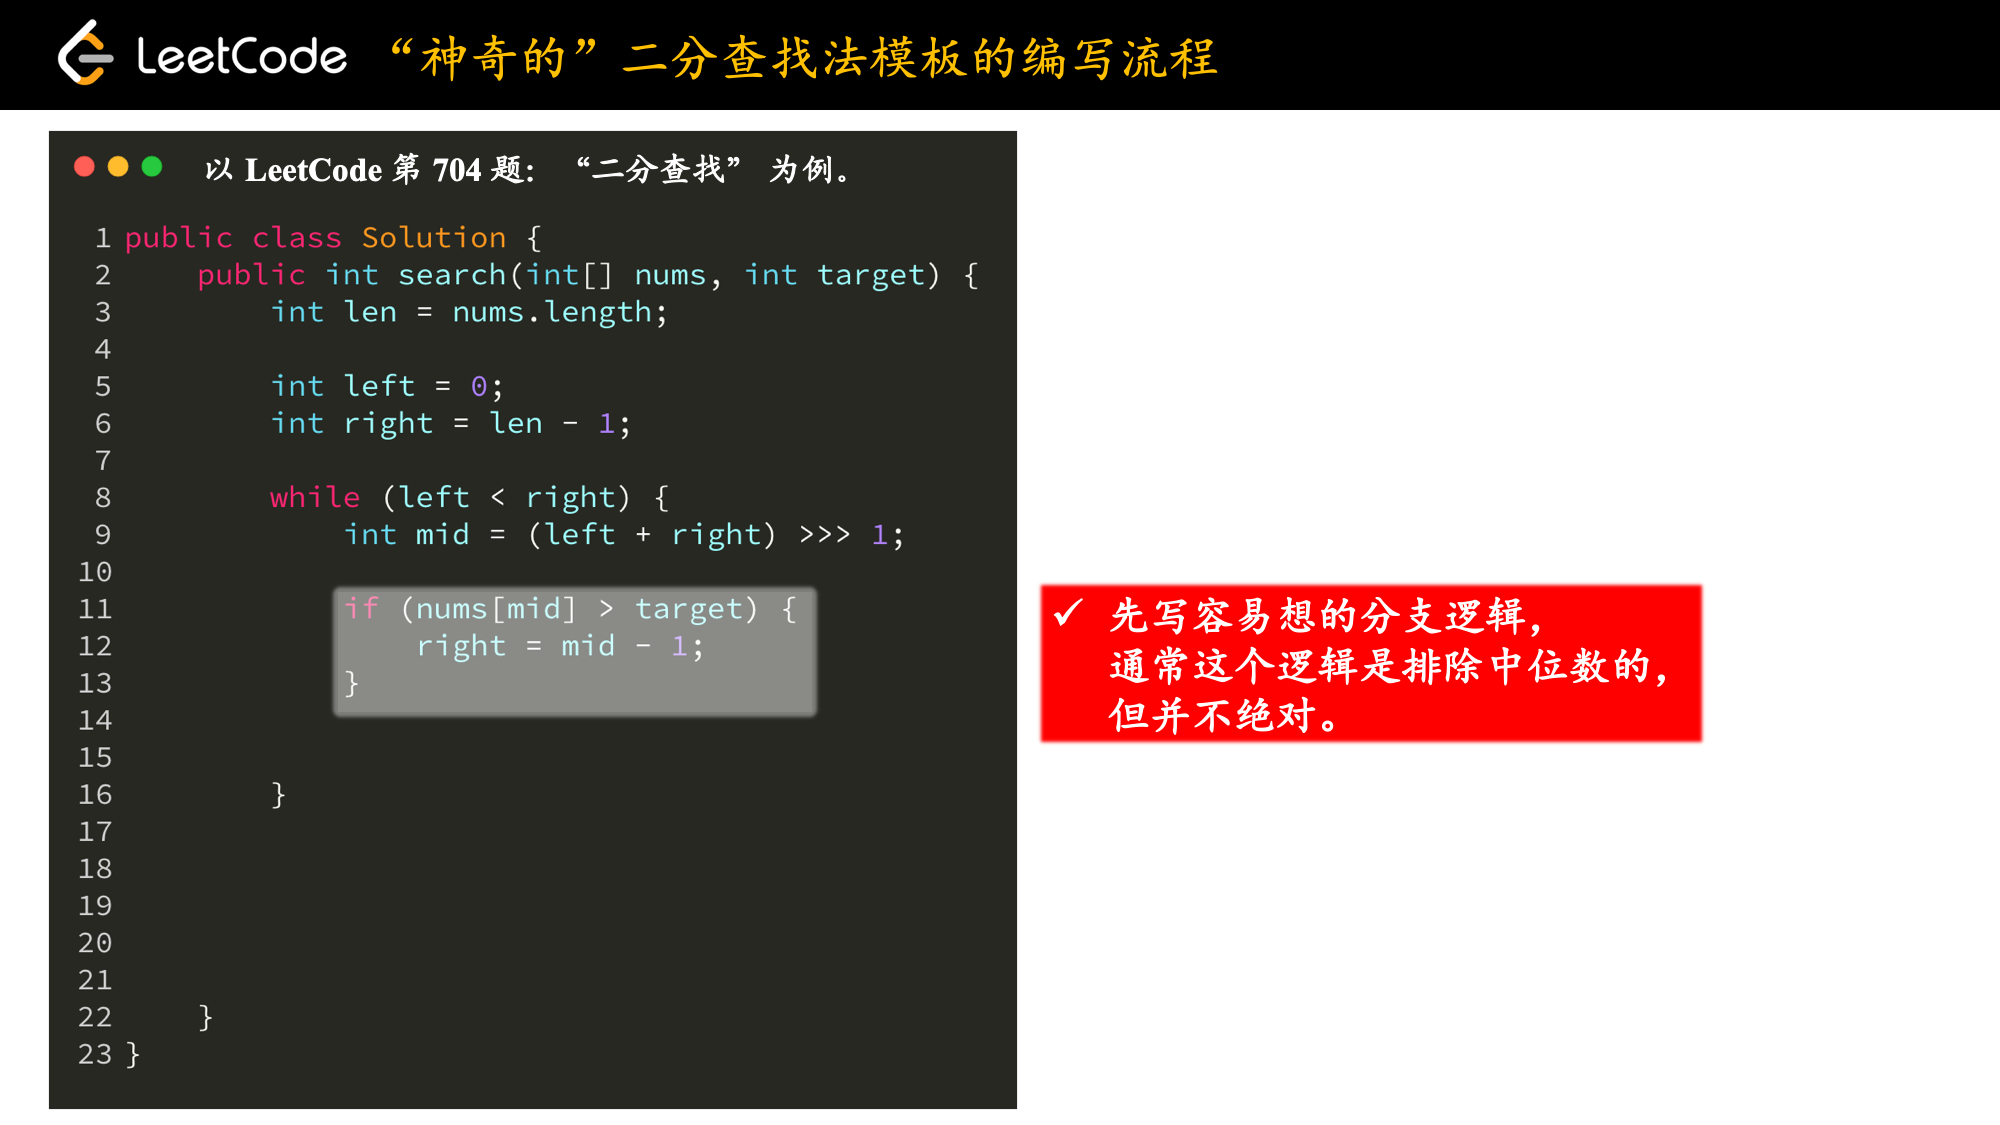 LeetCode “神奇的”二分查找法模板的编写流程
以 LeetCode 第 704 题：“二分查找” 为例。
1 public class Solution {
2     public int search(int[] nums, int target) {
3         int len = nums.length;
4
5         int left = 0;
6         int right = len - 1;
7
8         while (left < right) {
9             int mid = (left + right) >>> 1;
10
11             if (nums[mid] > target) {
12                 right = mid - 1;
13             }
14
15
16         }
17
18
19
20
21
22     }
23 }
✓ 先写容易想的分支逻辑，
通常这个逻辑是排除中位数的，
但并不绝对。